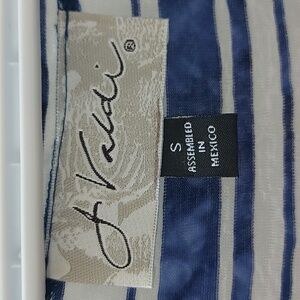 J. Valdi ®
S
ASSEMBLED
IN
MEXICO